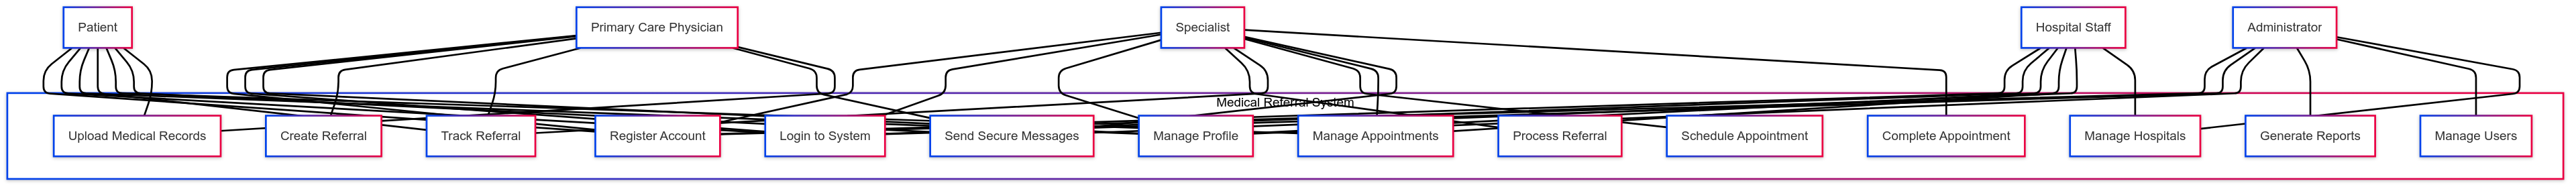 Patient
Primary Care Physician
Specialist
Hospital Staff
Administrator
Medical Referral System
Upload Medical Records
Create Referral
Track Referral
Register Account
Login to System
Send Secure Messages
Manage Profile
Manage Appointments
Process Referral
Schedule Appointment
Complete Appointment
Manage Hospitals
Generate Reports
Manage Users